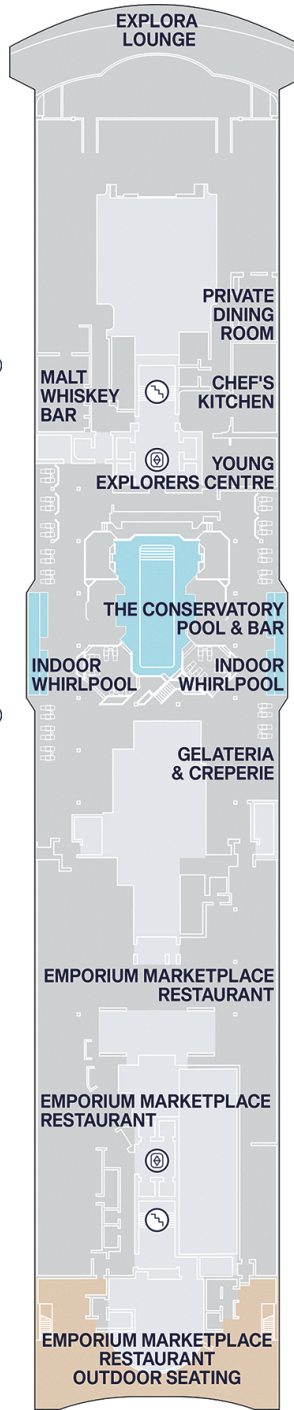 EXPLORA
LOUNGE
PRIVATE
DINING
ROOM
MALT
WHISKEY
BAR
CHEF'S
KITCHEN
YOUNG
EXPLORERS CENTRE
THE CONSERVATORY
POOL & BAR
INDOOR
WHIRLPOOL
INDOOR
WHIRLPOOL
GELATERIA
& CREPERIE
EMPORIUM MARKETPLACE
RESTAURANT
EMPORIUM MARKETPLACE
RESTAURANT
EMPORIUM MARKETPLACE
RESTAURANT
OUTDOOR SEATING